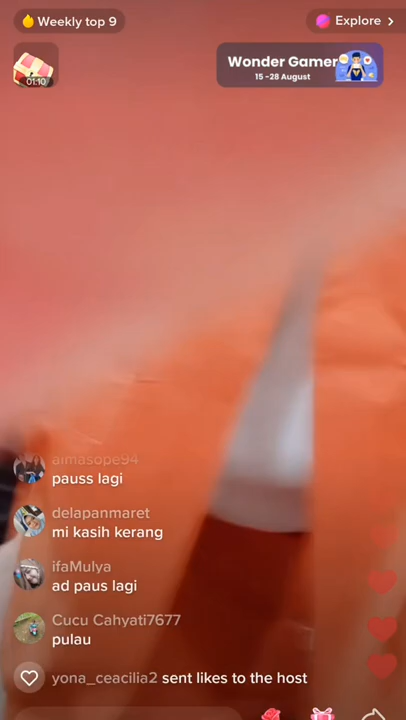 Weekly top 9
Explore >
01:10
Wonder Gamer
15 -28 August
aimasope94
pauss lagi
delapanmaret
mi kasih kerang
ifaMulya
ad paus lagi
Cucu Cahyati7677
pulau
yona_ceacilia2 sent likes to the host